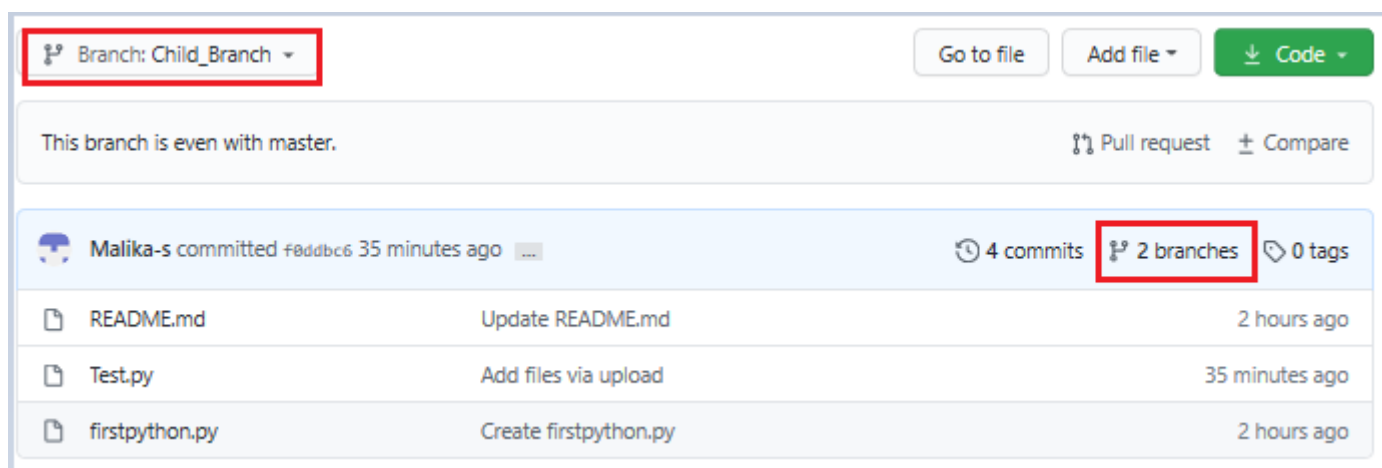 Branch: Child_Branch Go to file Add file Code
This branch is even with master. Pull request Compare
Malika-s committed f0ddbc6 35 minutes ago ... 4 commits 2 branches 0 tags
README.md Update README.md 2 hours ago
Test.py Add files via upload 35 minutes ago
firstpython.py Create firstpython.py 2 hours ago